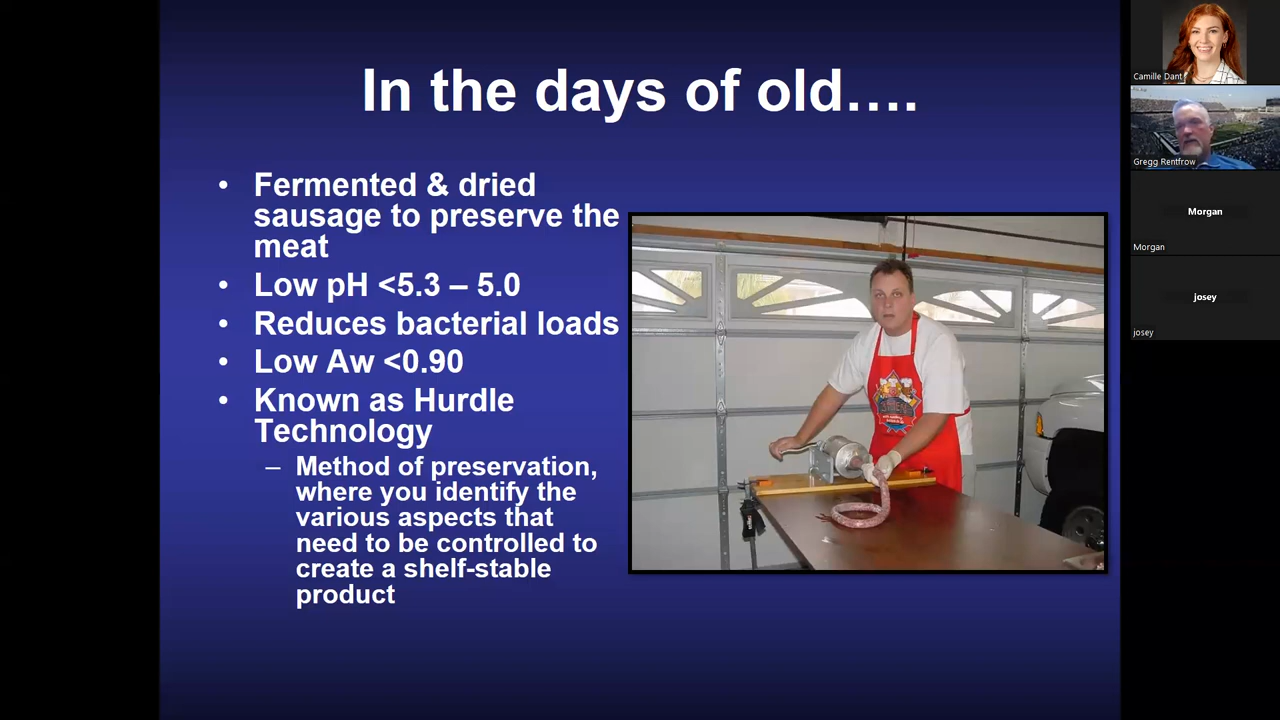 In the days of old….
• Fermented & dried
sausage to preserve the
meat
• Low pH <5.3 – 5.0
• Reduces bacterial loads
• Low Aw <0.90
• Known as Hurdle
Technology
– Method of preservation,
where you identify the
various aspects that
need to be controlled to
create a shelf-stable
product
Camille Dant
Gregg Rentfrow
Morgan
Morgan
josey
josey